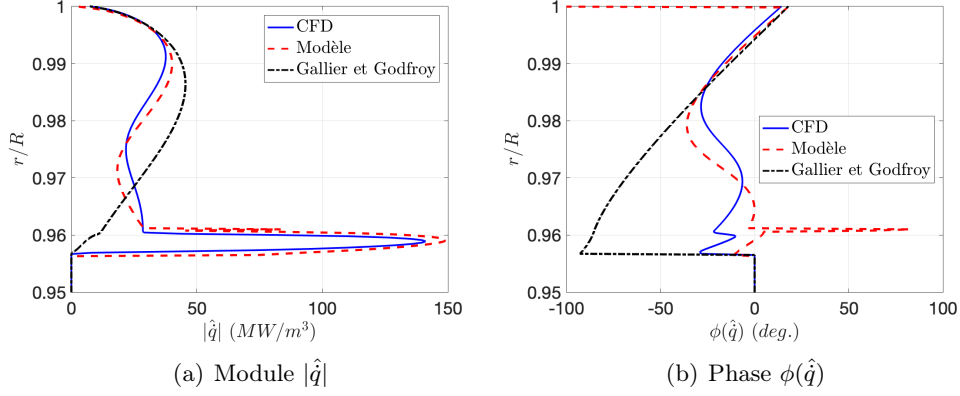 1
0.99
0.98
0.97
0.96
0.95
r/R
0
50
100
150
|q̇̂| (MW/m³)
CFD
Modèle
Gallier et Godfroy
(a) Module |q̇̂|
1
0.99
0.98
0.97
0.96
0.95
r/R
-100
-50
0
50
100
ϕ(q̇̂) (deg.)
CFD
Modèle
Gallier et Godfroy
(b) Phase ϕ(q̇̂)